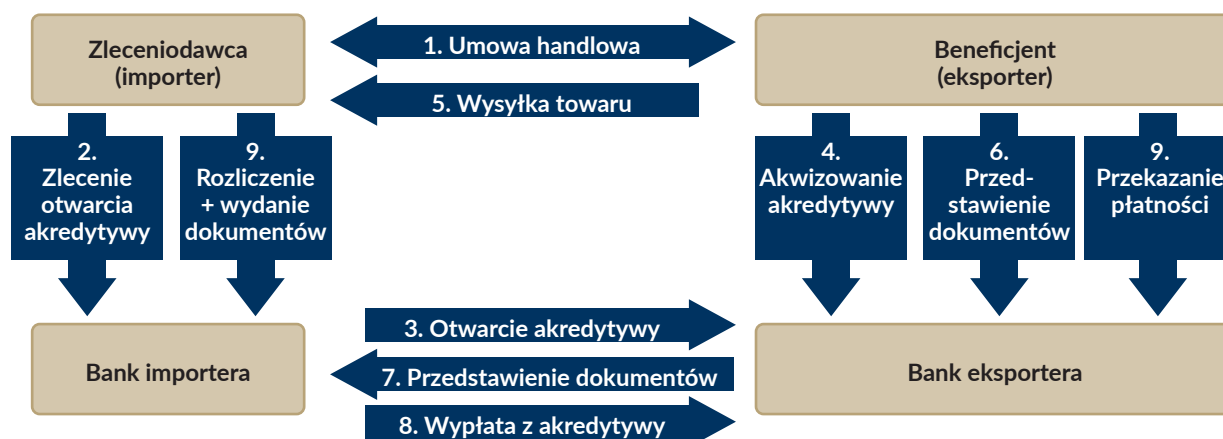 Zleceniodawca
(importer)
1. Umowa handlowa
5. Wysyłka towaru
Beneficjent
(eksporter)
2.
Zlecenie
otwarcia
akredytywy
9.
Rozliczenie
+ wydanie
dokumentów
4.
Akwizowanie
akredytywy
6.
Przed-
stawienie
dokumentów
9.
Przekazanie
płatności
Bank importera
3. Otwarcie akredytywy
7. Przedstawienie dokumentów
8. Wypłata z akredytywy
Bank eksportera